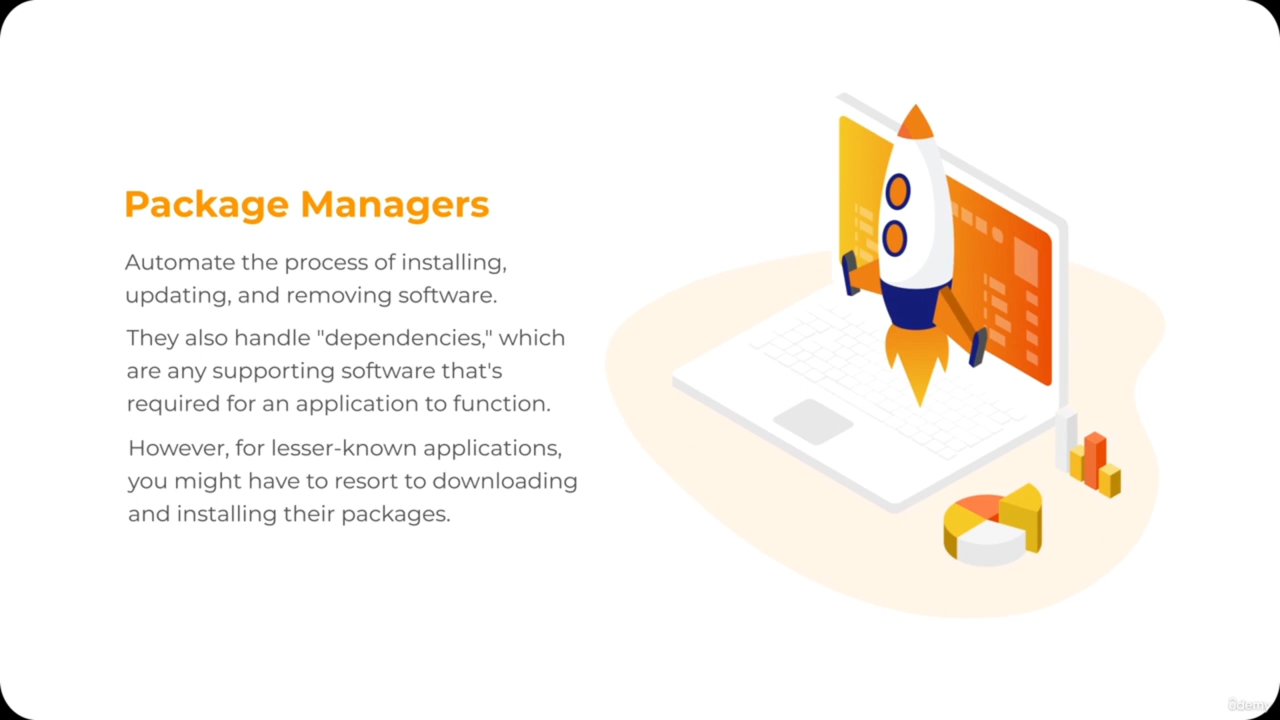 Package Managers
Automate the process of installing,
updating, and removing software.
They also handle "dependencies," which
are any supporting software that's
required for an application to function.
However, for lesser-known applications,
you might have to resort to downloading
and installing their packages.
ûdemy